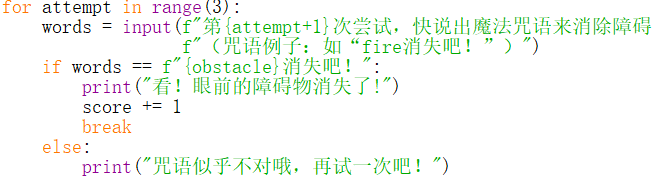 for attempt in range(3):
    words = input(f"第{attempt+1}次尝试，快说出魔法咒语来消除障碍
                  f"（咒语例子：如“fire消失吧！”）")
    if words == f"{obstacle}消失吧！":
        print("看！眼前的障碍物消失了!")
        score += 1
        break
    else:
        print("咒语似乎不对哦，再试一次吧！")